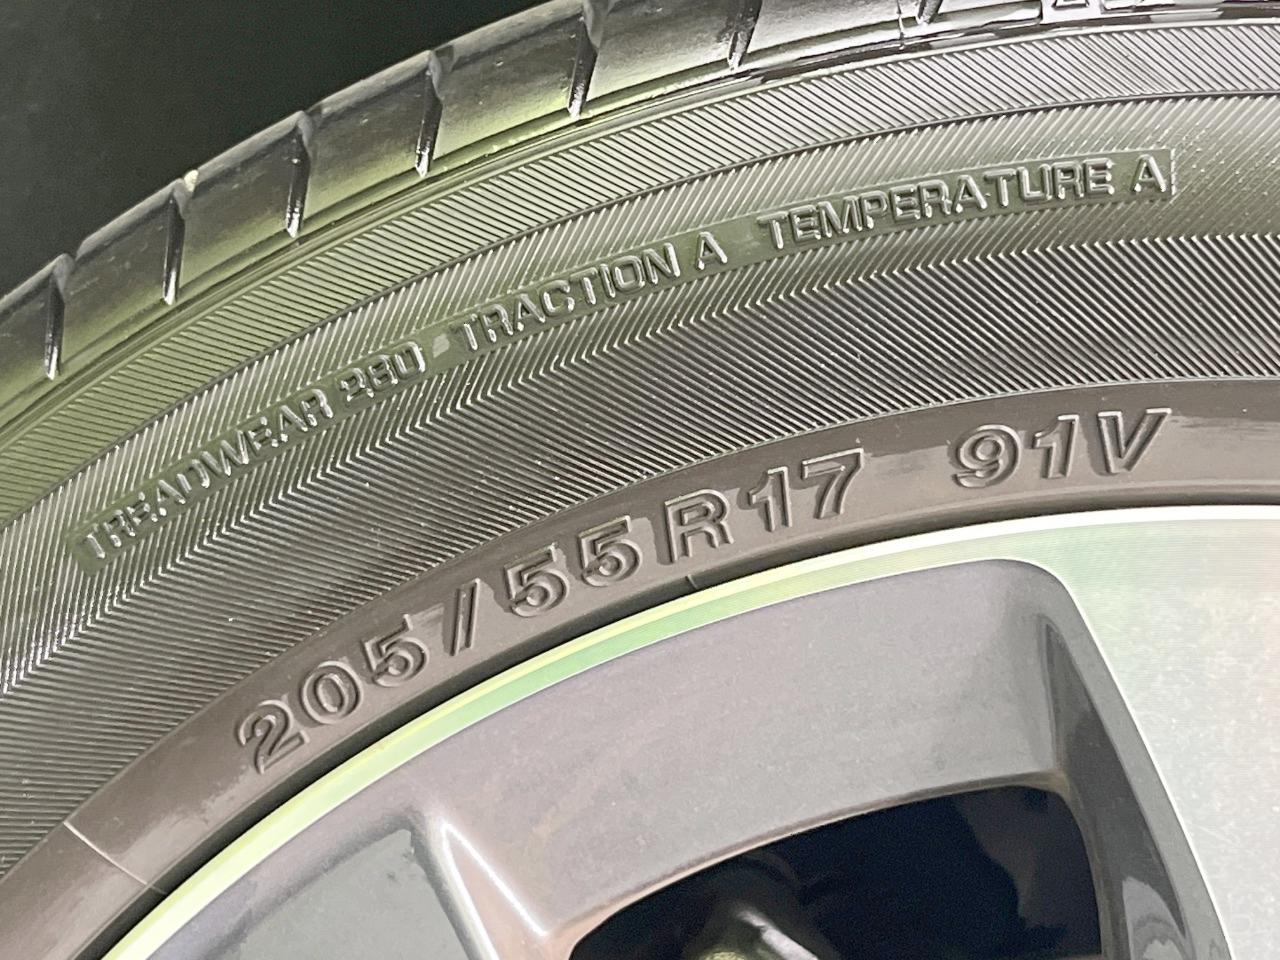 TREADWEAR 280 TRACTION A TEMPERATURE A
205/55R17 91V